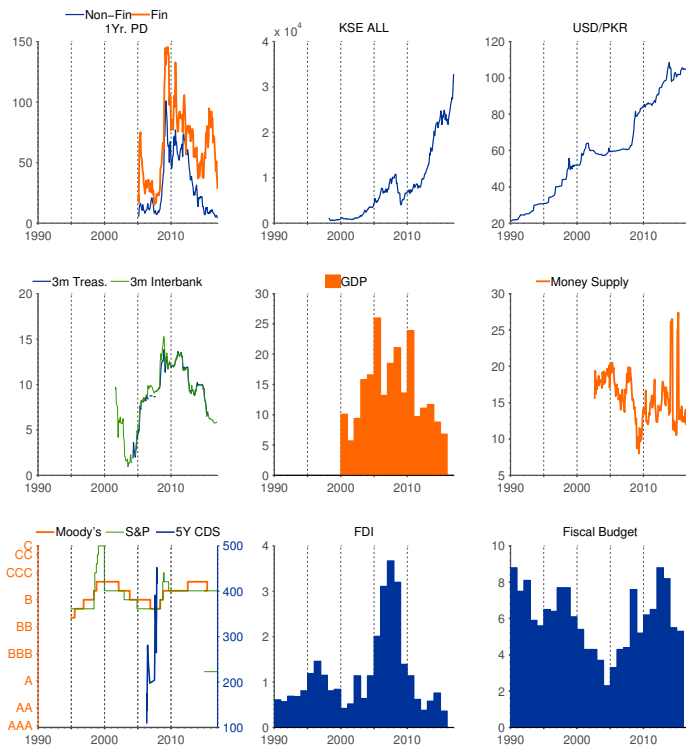 Non-Fin Fin
1Yr. PD
150
100
50
0
1990 2000 2010
x 10^4 KSE ALL
4
3
2
1
0
1990 2000 2010
USD/PKR
120
100
80
60
40
20
1990 2000 2010
3m Treas. 3m Interbank
20
15
10
5
0
1990 2000 2010
GDP
30
25
20
15
10
5
0
1990 2000 2010
Money Supply
30
25
20
15
10
5
1990 2000 2010
Moody's S&P 5Y CDS
C
CC
CCC
B
BB
BBB
A
AA
AAA
500
400
300
200
100
1990 2000 2010
FDI
4
3
2
1
0
1990 2000 2010
Fiscal Budget
10
8
6
4
2
0
1990 2000 2010